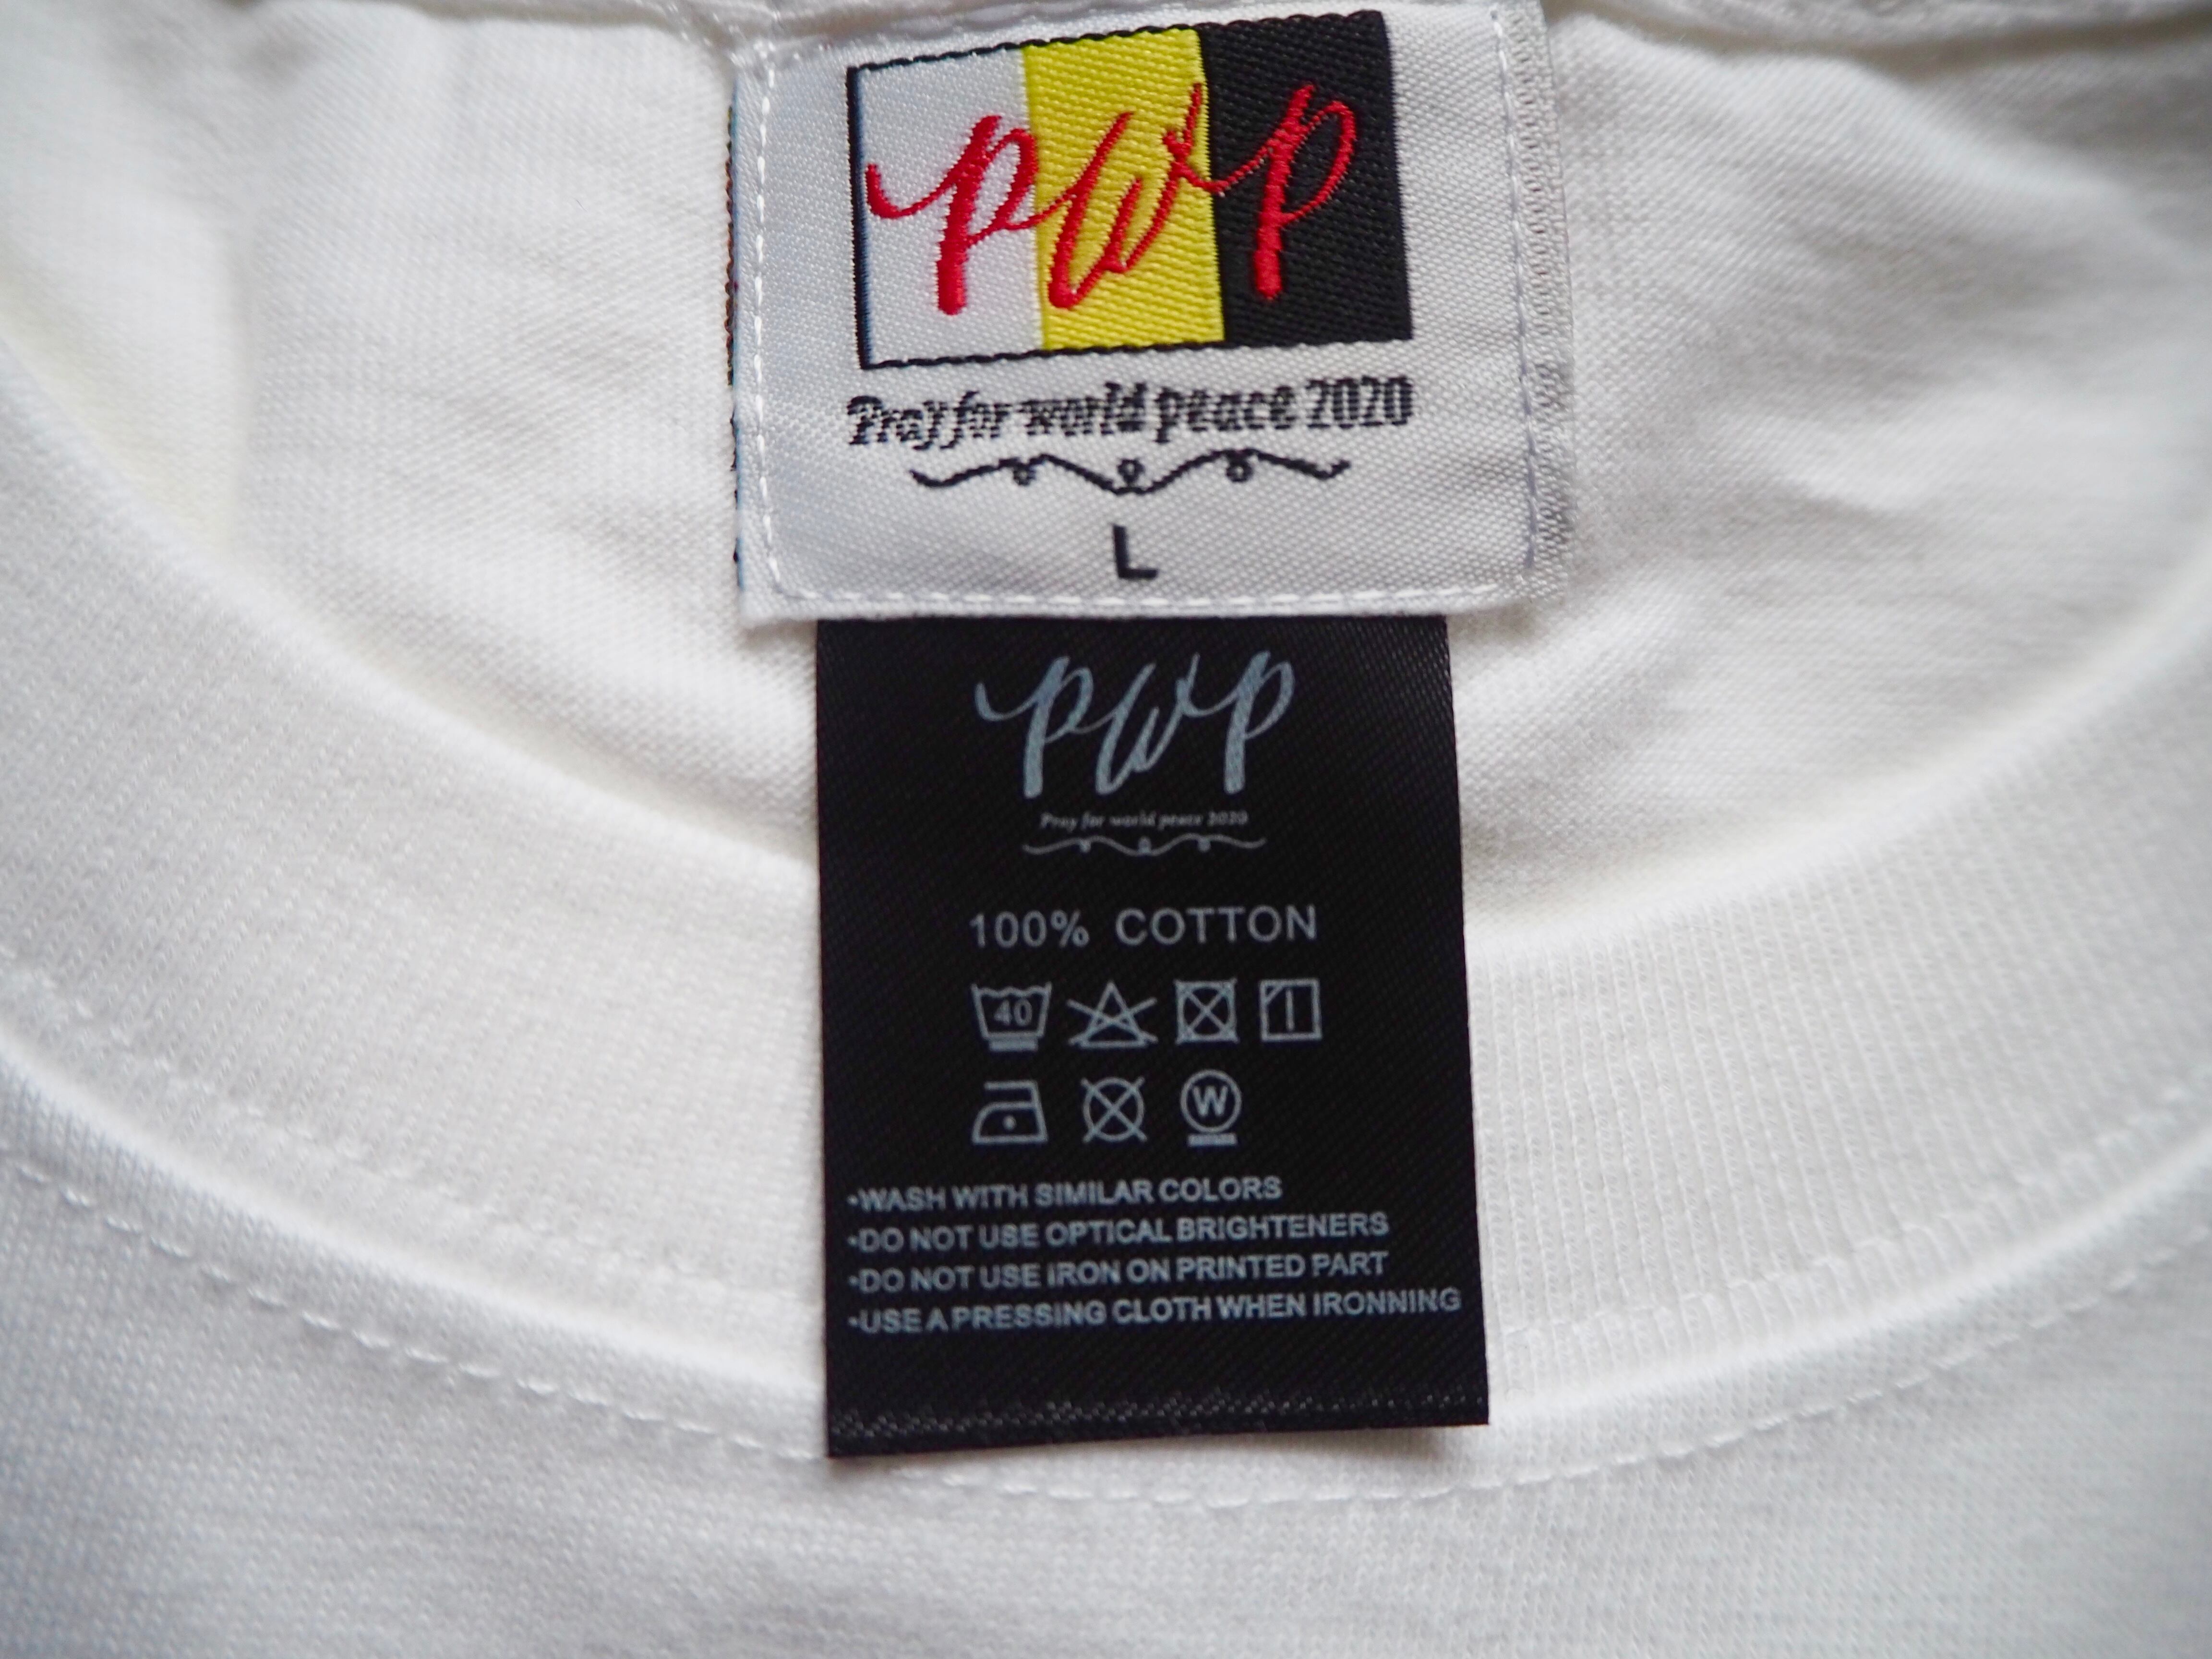 PWP
Pray for world peace 2020
L
PWP
Pray for world peace 2020
100% COTTON
40
W
•WASH WITH SIMILAR COLORS
•DO NOT USE OPTICAL BRIGHTENERS
•DO NOT USE IRON ON PRINTED PART
•USE A PRESSING CLOTH WHEN IRONNING